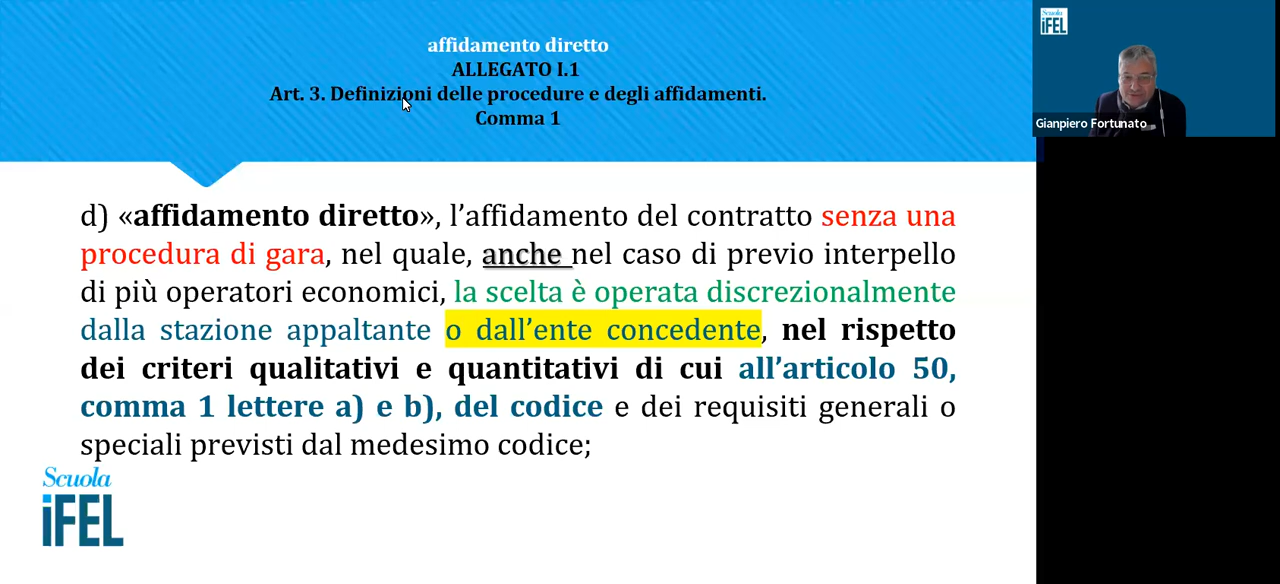 affidamento diretto
ALLEGATO I.1
Art. 3. Definizioni delle procedure e degli affidamenti.
Comma 1
d) «affidamento diretto», l’affidamento del contratto senza una
procedura di gara, nel quale, anche nel caso di previo interpello
di più operatori economici, la scelta è operata discrezionalmente
dalla stazione appaltante o dall’ente concedente, nel rispetto
dei criteri qualitativi e quantitativi di cui all’articolo 50,
comma 1 lettere a) e b), del codice e dei requisiti generali o
speciali previsti dal medesimo codice;
Scuola
iFEL
Scuola
iFEL
Gianpiero Fortunato